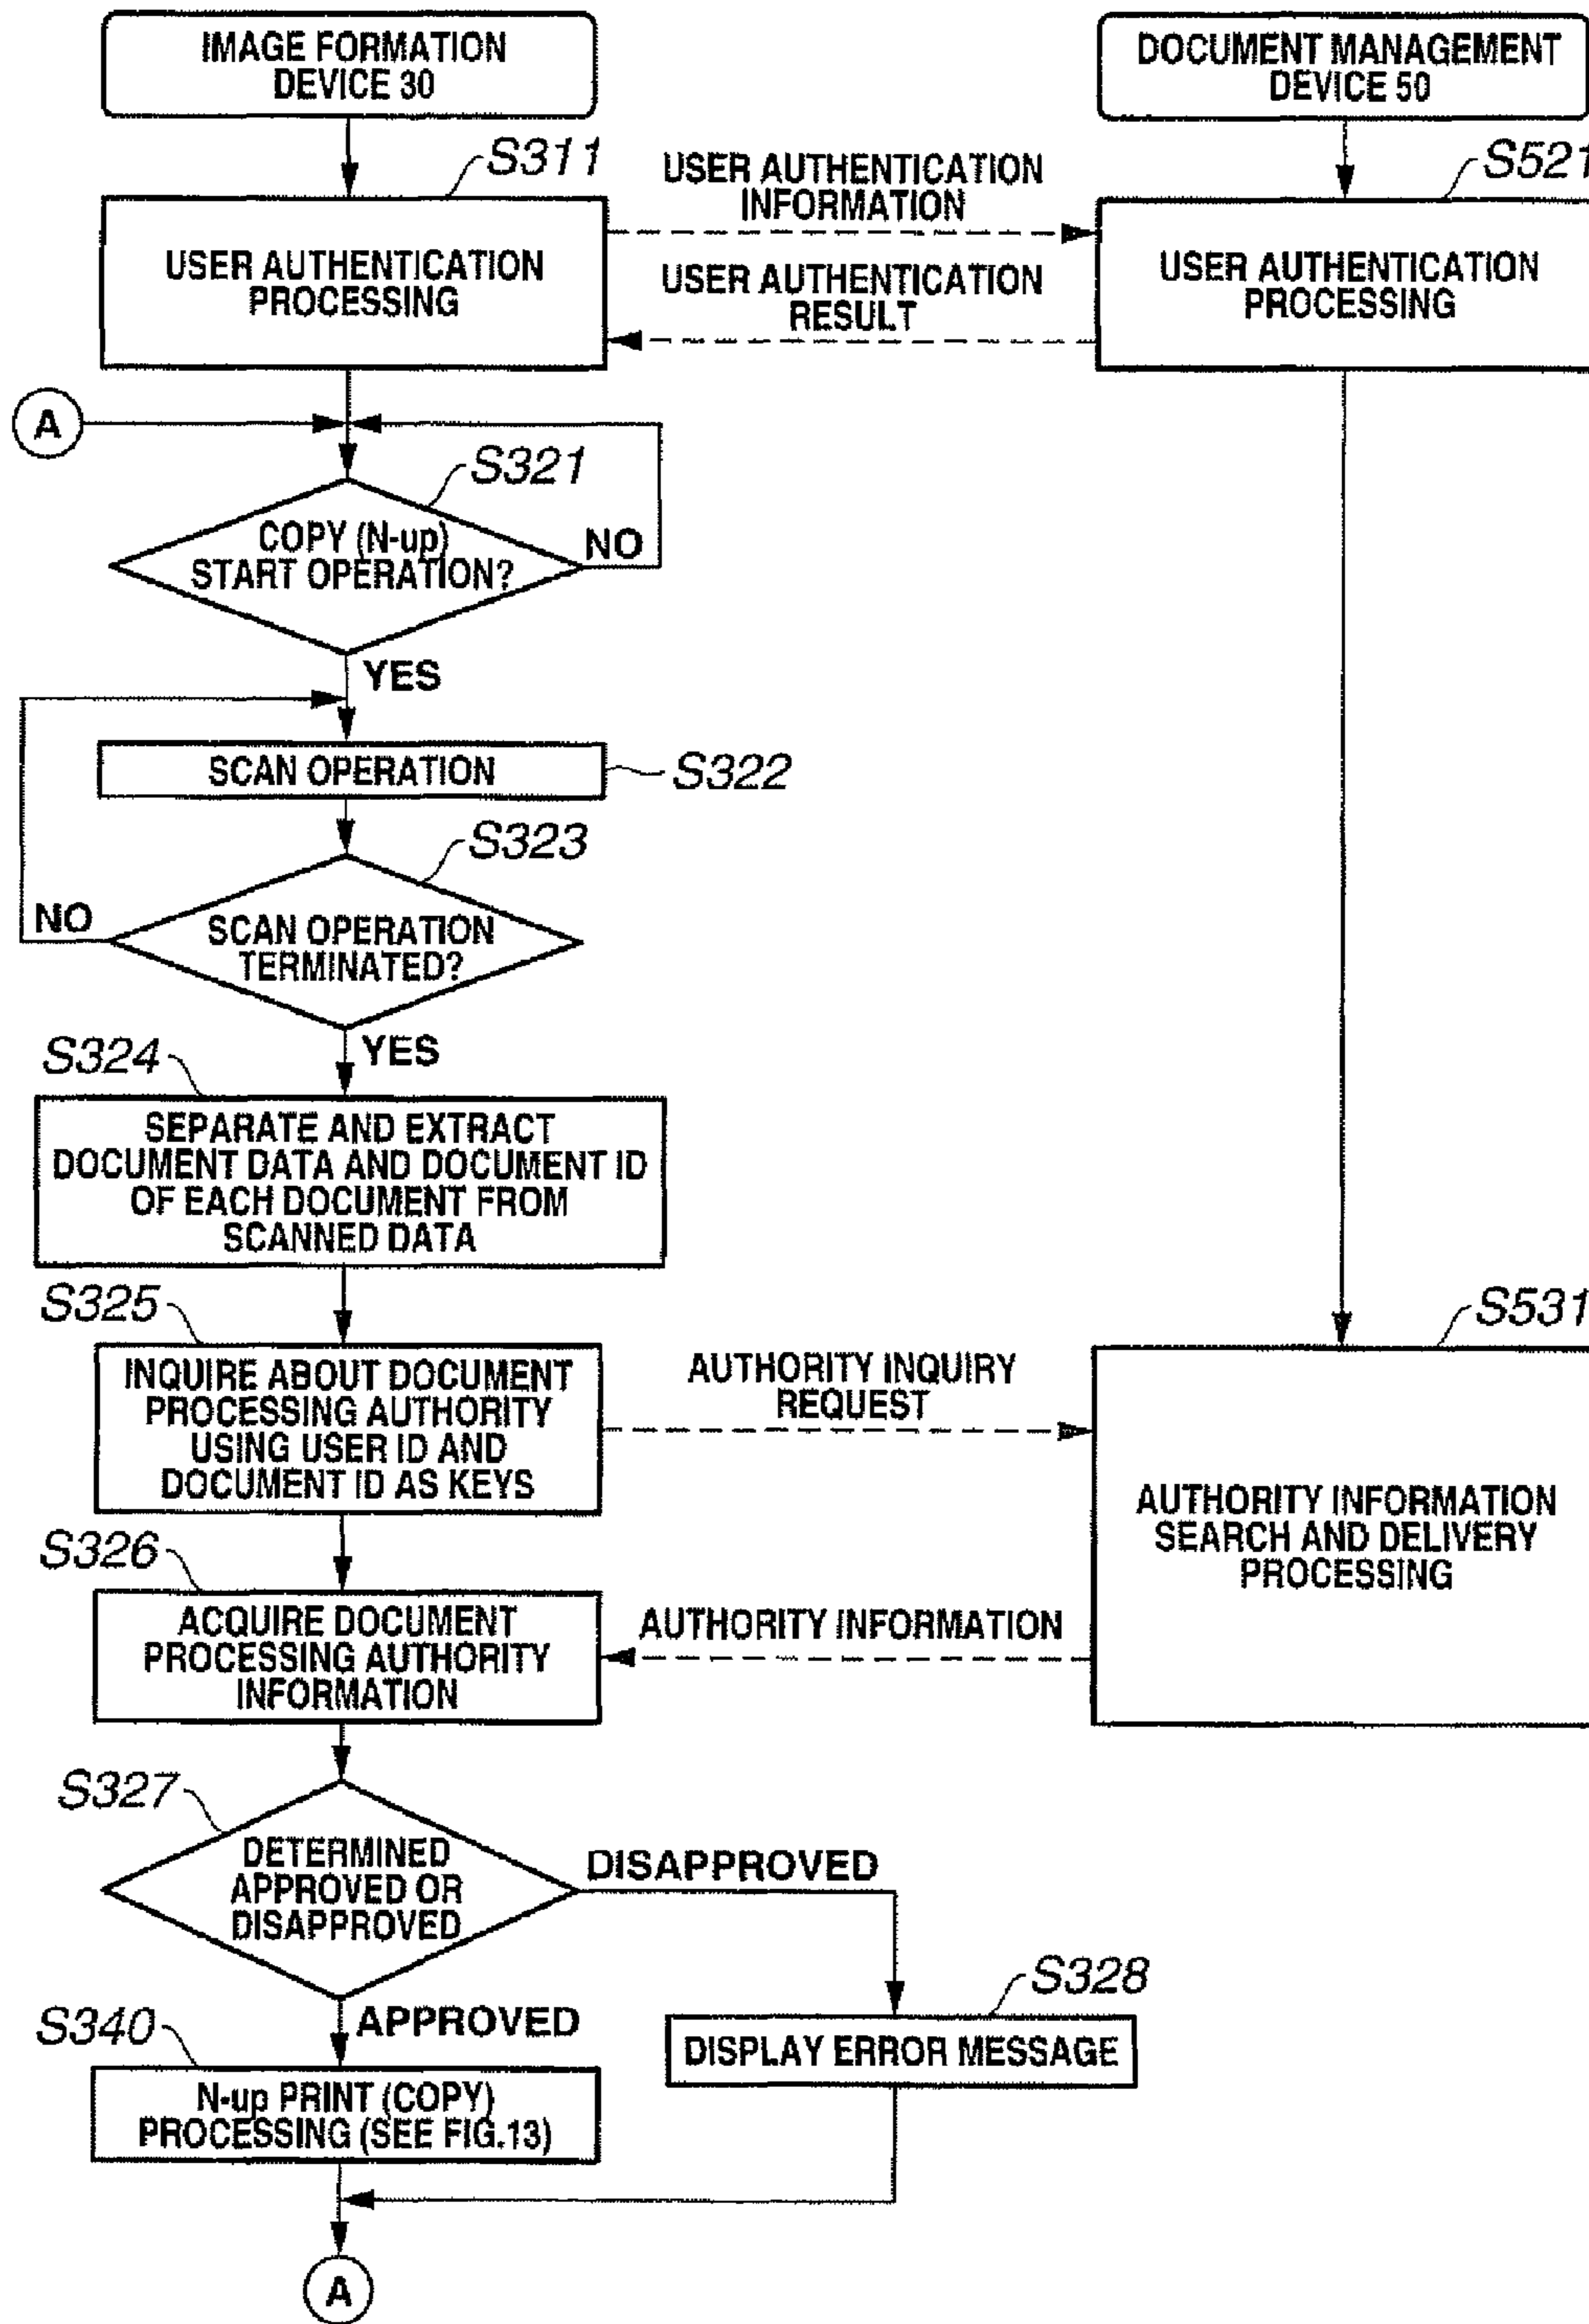 IMAGE FORMATION
DEVICE 30
DOCUMENT MANAGEMENT
DEVICE 50
S311
USER AUTHENTICATION
INFORMATION
S521
USER AUTHENTICATION
PROCESSING
USER AUTHENTICATION
RESULT
USER AUTHENTICATION
PROCESSING
A
S321
COPY (N-up)
START OPERATION?
NO
YES
SCAN OPERATION
S322
S323
NO
SCAN OPERATION
TERMINATED?
YES
S324
SEPARATE AND EXTRACT
DOCUMENT DATA AND DOCUMENT ID
OF EACH DOCUMENT FROM
SCANNED DATA
S325
S531
INQUIRE ABOUT DOCUMENT
PROCESSING AUTHORITY
USING USER ID AND
DOCUMENT ID AS KEYS
AUTHORITY INQUIRY
REQUEST
AUTHORITY INFORMATION
SEARCH AND DELIVERY
PROCESSING
S326
ACQUIRE DOCUMENT
PROCESSING AUTHORITY
INFORMATION
AUTHORITY INFORMATION
S327
DETERMINED
APPROVED OR
DISAPPROVED
DISAPPROVED
S328
DISPLAY ERROR MESSAGE
APPROVED
S340
N-up PRINT (COPY)
PROCESSING (SEE FIG.13)
A